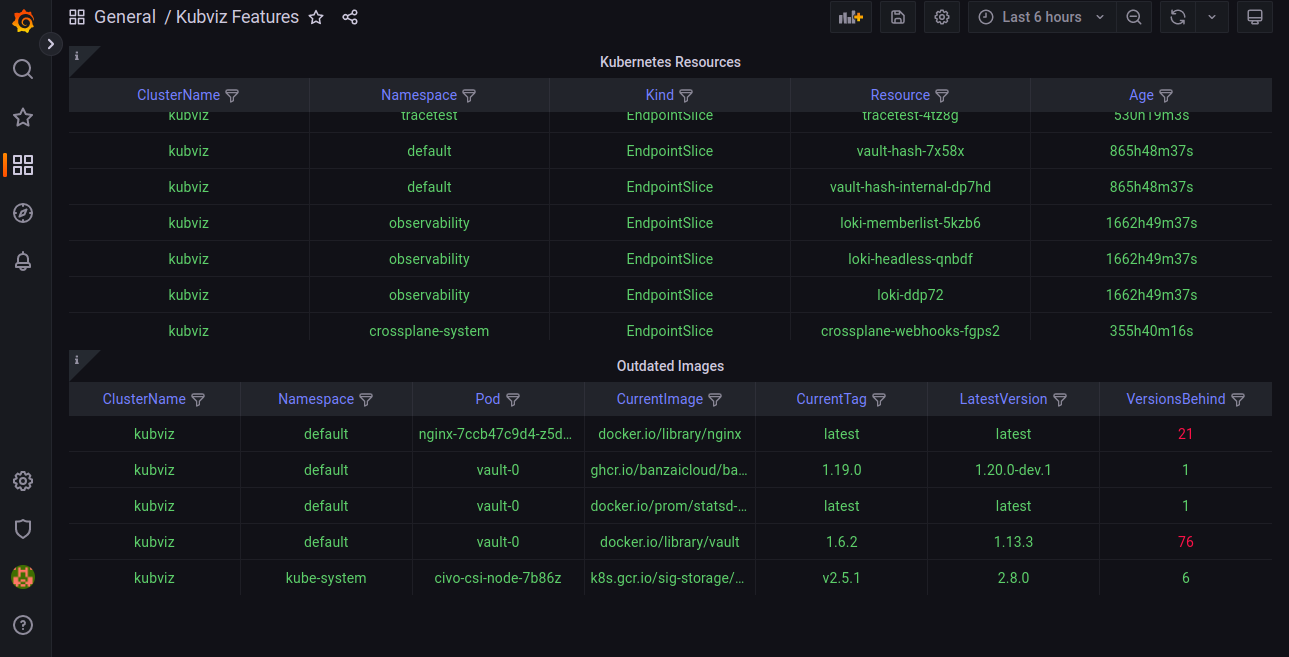 General / Kubviz Features
Last 6 hours
i
Kubernetes Resources
ClusterName Namespace Kind Resource Age
kubviz tracetest EndpointSlice tracetest-4tz8g 530h19m3s
kubviz default EndpointSlice vault-hash-7x58x 865h48m37s
kubviz default EndpointSlice vault-hash-internal-dp7hd 865h48m37s
kubviz observability EndpointSlice loki-memberlist-5kzb6 1662h49m37s
kubviz observability EndpointSlice loki-headless-qnbdf 1662h49m37s
kubviz observability EndpointSlice loki-ddp72 1662h49m37s
kubviz crossplane-system EndpointSlice crossplane-webhooks-fgps2 355h40m16s
i
Outdated Images
ClusterName Namespace Pod CurrentImage CurrentTag LatestVersion VersionsBehind
kubviz default nginx-7ccb47c9d4-z5d... docker.io/library/nginx latest latest 21
kubviz default vault-0 ghcr.io/banzaicloud/ba... 1.19.0 1.20.0-dev.1 1
kubviz default vault-0 docker.io/prom/statsd-... latest latest 1
kubviz default vault-0 docker.io/library/vault 1.6.2 1.13.3 76
kubviz kube-system civo-csi-node-7b86z k8s.gcr.io/sig-storage/... v2.5.1 2.8.0 6